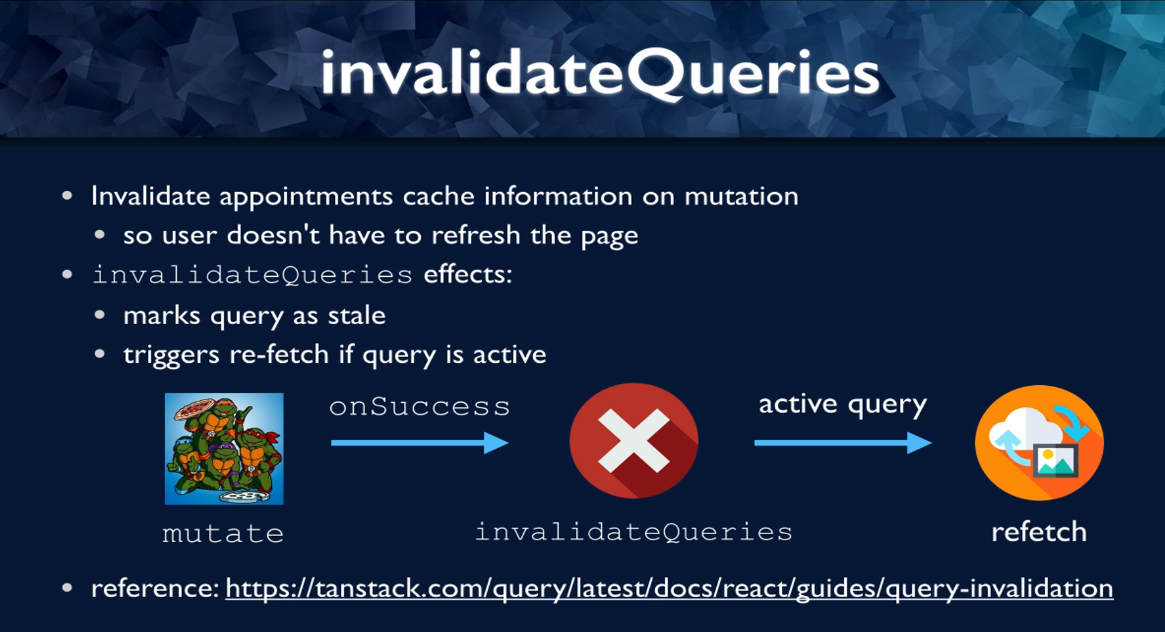 invalidateQueries
• Invalidate appointments cache information on mutation
• so user doesn't have to refresh the page
• invalidateQueries effects:
• marks query as stale
• triggers re-fetch if query is active
onSuccess
active query
mutate
invalidateQueries
refetch
• reference: https://tanstack.com/query/latest/docs/react/guides/query-invalidation